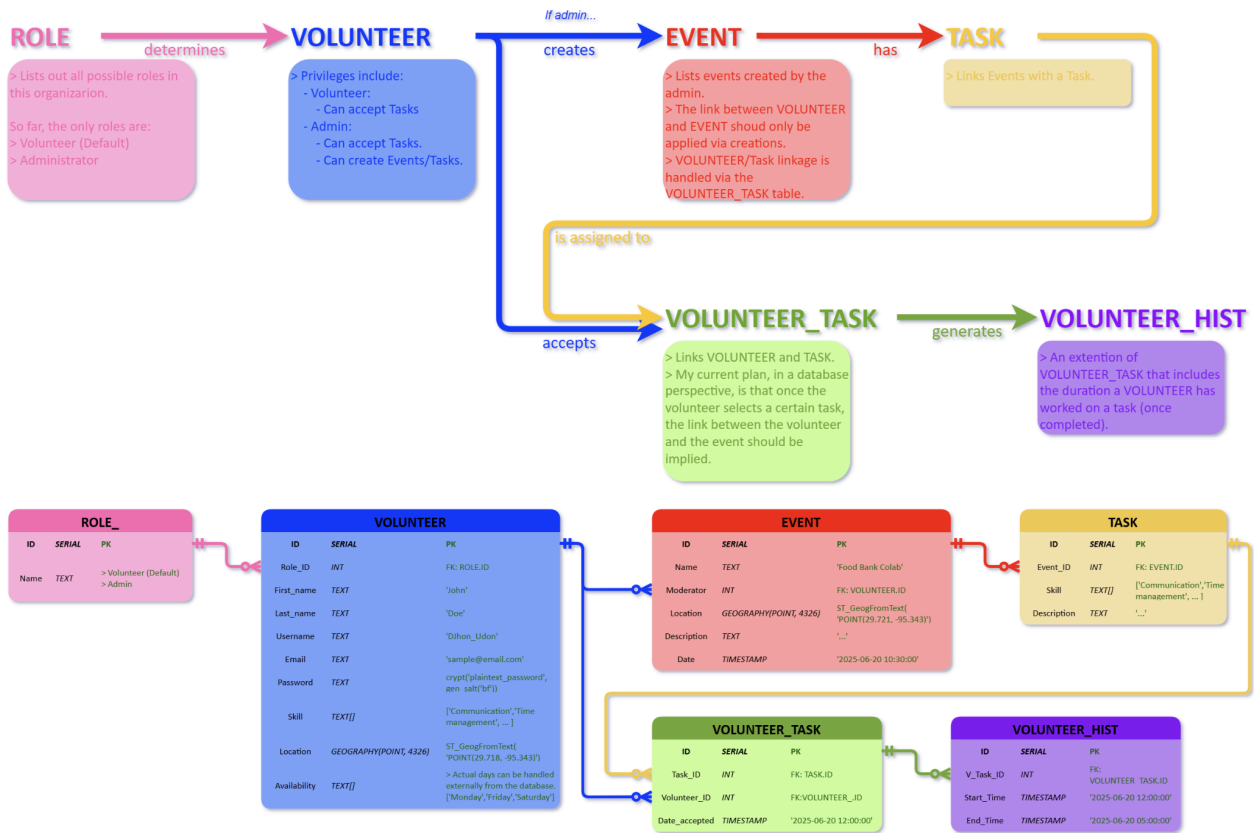 If admin...
ROLE
determines
VOLUNTEER
creates
EVENT
has
TASK
> Lists out all possible roles in
this organizarion.
So far, the only roles are:
> Volunteer (Default)
> Administrator
> Privileges include:
- Volunteer:
- Can accept Tasks
- Admin:
- Can accept Tasks.
- Can create Events/Tasks.
> Lists events created by the
admin.
> The link between VOLUNTEER
and EVENT shoud only be
applied via creations.
> VOLUNTEER/Task linkage is
handled via the
VOLUNTEER_TASK table.
> Links Events with a Task.
is assigned to
accepts
VOLUNTEER_TASK
generates
VOLUNTEER_HIST
> Links VOLUNTEER and TASK.
> My current plan, in a database
perspective, is that once the
volunteer selects a certain task,
the link between the volunteer
and the event should be
implied.
> An extention of
VOLUNTEER_TASK that includes
the duration a VOLUNTEER has
worked on a task (once
completed).
ROLE_
ID SERIAL PK
Name TEXT > Volunteer (Default)
> Admin
VOLUNTEER
ID SERIAL PK
Role_ID INT FK: ROLE.ID
First_name TEXT 'John'
Last_name TEXT 'Doe'
Username TEXT 'DJhon_Udon'
Email TEXT 'sample@email.com'
Password TEXT crypt('plaintext_password',
gen_salt('bf'))
Skill TEXT[] ['Communication','Time
management', ... ]
Location GEOGRAPHY(POINT, 4326) ST_GeogFromText(
'POINT(29.718, -95.343)')
Availability TEXT[] > Actual days can be handled
externally from the database.
['Monday','Friday','Saturday']
EVENT
ID SERIAL PK
Name TEXT 'Food Bank Colab'
Moderator INT FK: VOLUNTEER.ID
Location GEOGRAPHY(POINT, 4326) ST_GeogFromText(
'POINT(29.721, -95.343)')
Description TEXT '...'
Date TIMESTAMP '2025-06-20 10:30:00'
TASK
ID SERIAL PK
Event_ID INT FK: EVENT.ID
Skill TEXT[] ['Communication','Time
management', ... ]
Description TEXT '...'
VOLUNTEER_TASK
ID SERIAL PK
Task_ID INT FK: TASK.ID
Volunteer_ID INT FK:VOLUNTEER_.ID
Date_accepted TIMESTAMP '2025-06-20 12:00:00'
VOLUNTEER_HIST
ID SERIAL PK
V_Task_ID INT FK:
VOLUNTEER_TASK.ID
Start_Time TIMESTAMP '2025-06-20 12:00:00'
End_Time TIMESTAMP '2025-06-20 05:00:00'